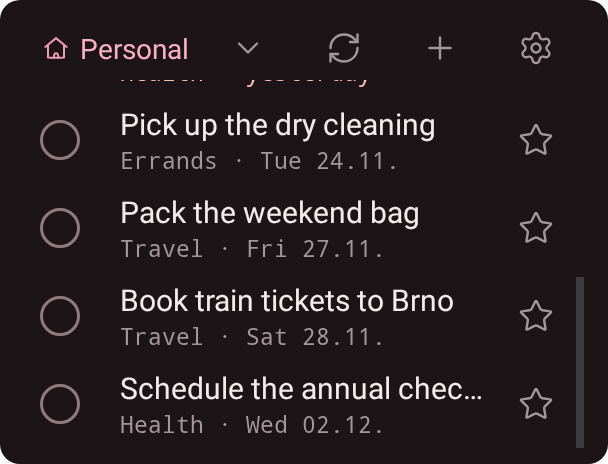 Personal
Pick up the dry cleaning
Errands · Tue 24.11.
Pack the weekend bag
Travel · Fri 27.11.
Book train tickets to Brno
Travel · Sat 28.11.
Schedule the annual chec…
Health · Wed 02.12.